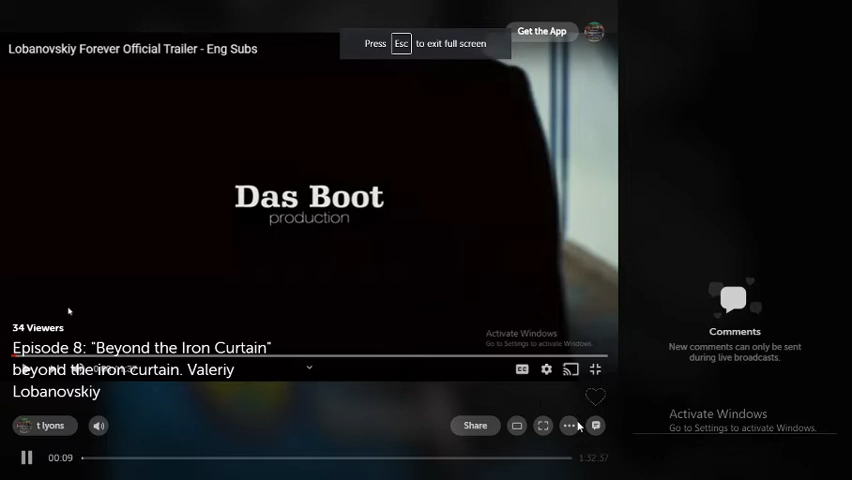 Get the App
Press Esc to exit full screen
Lobanovskiy Forever Official Trailer - Eng Subs
Das Boot
production
34 Viewers
Activate Windows
Go to Settings to activate Windows.
Episode 8: "Beyond the Iron Curtain"
beyond the iron curtain. Valeriy
Lobanovskiy
CC
t lyons
Share
00:09
1:32:37
Comments
New comments can only be sent
during live broadcasts.
Activate Windows
Go to Settings to activate Windows.